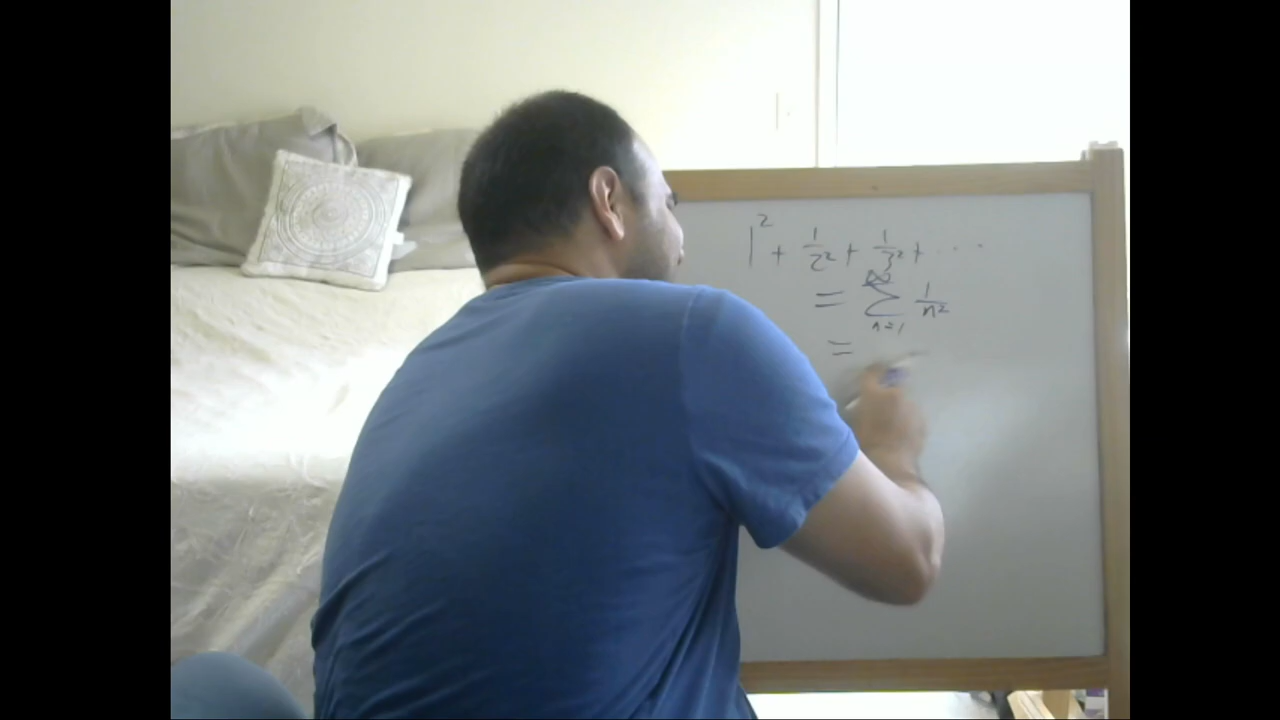 1² + 1/2² + 1/3² + ...
= ∑_{n=1}^{∞} 1/n²
=